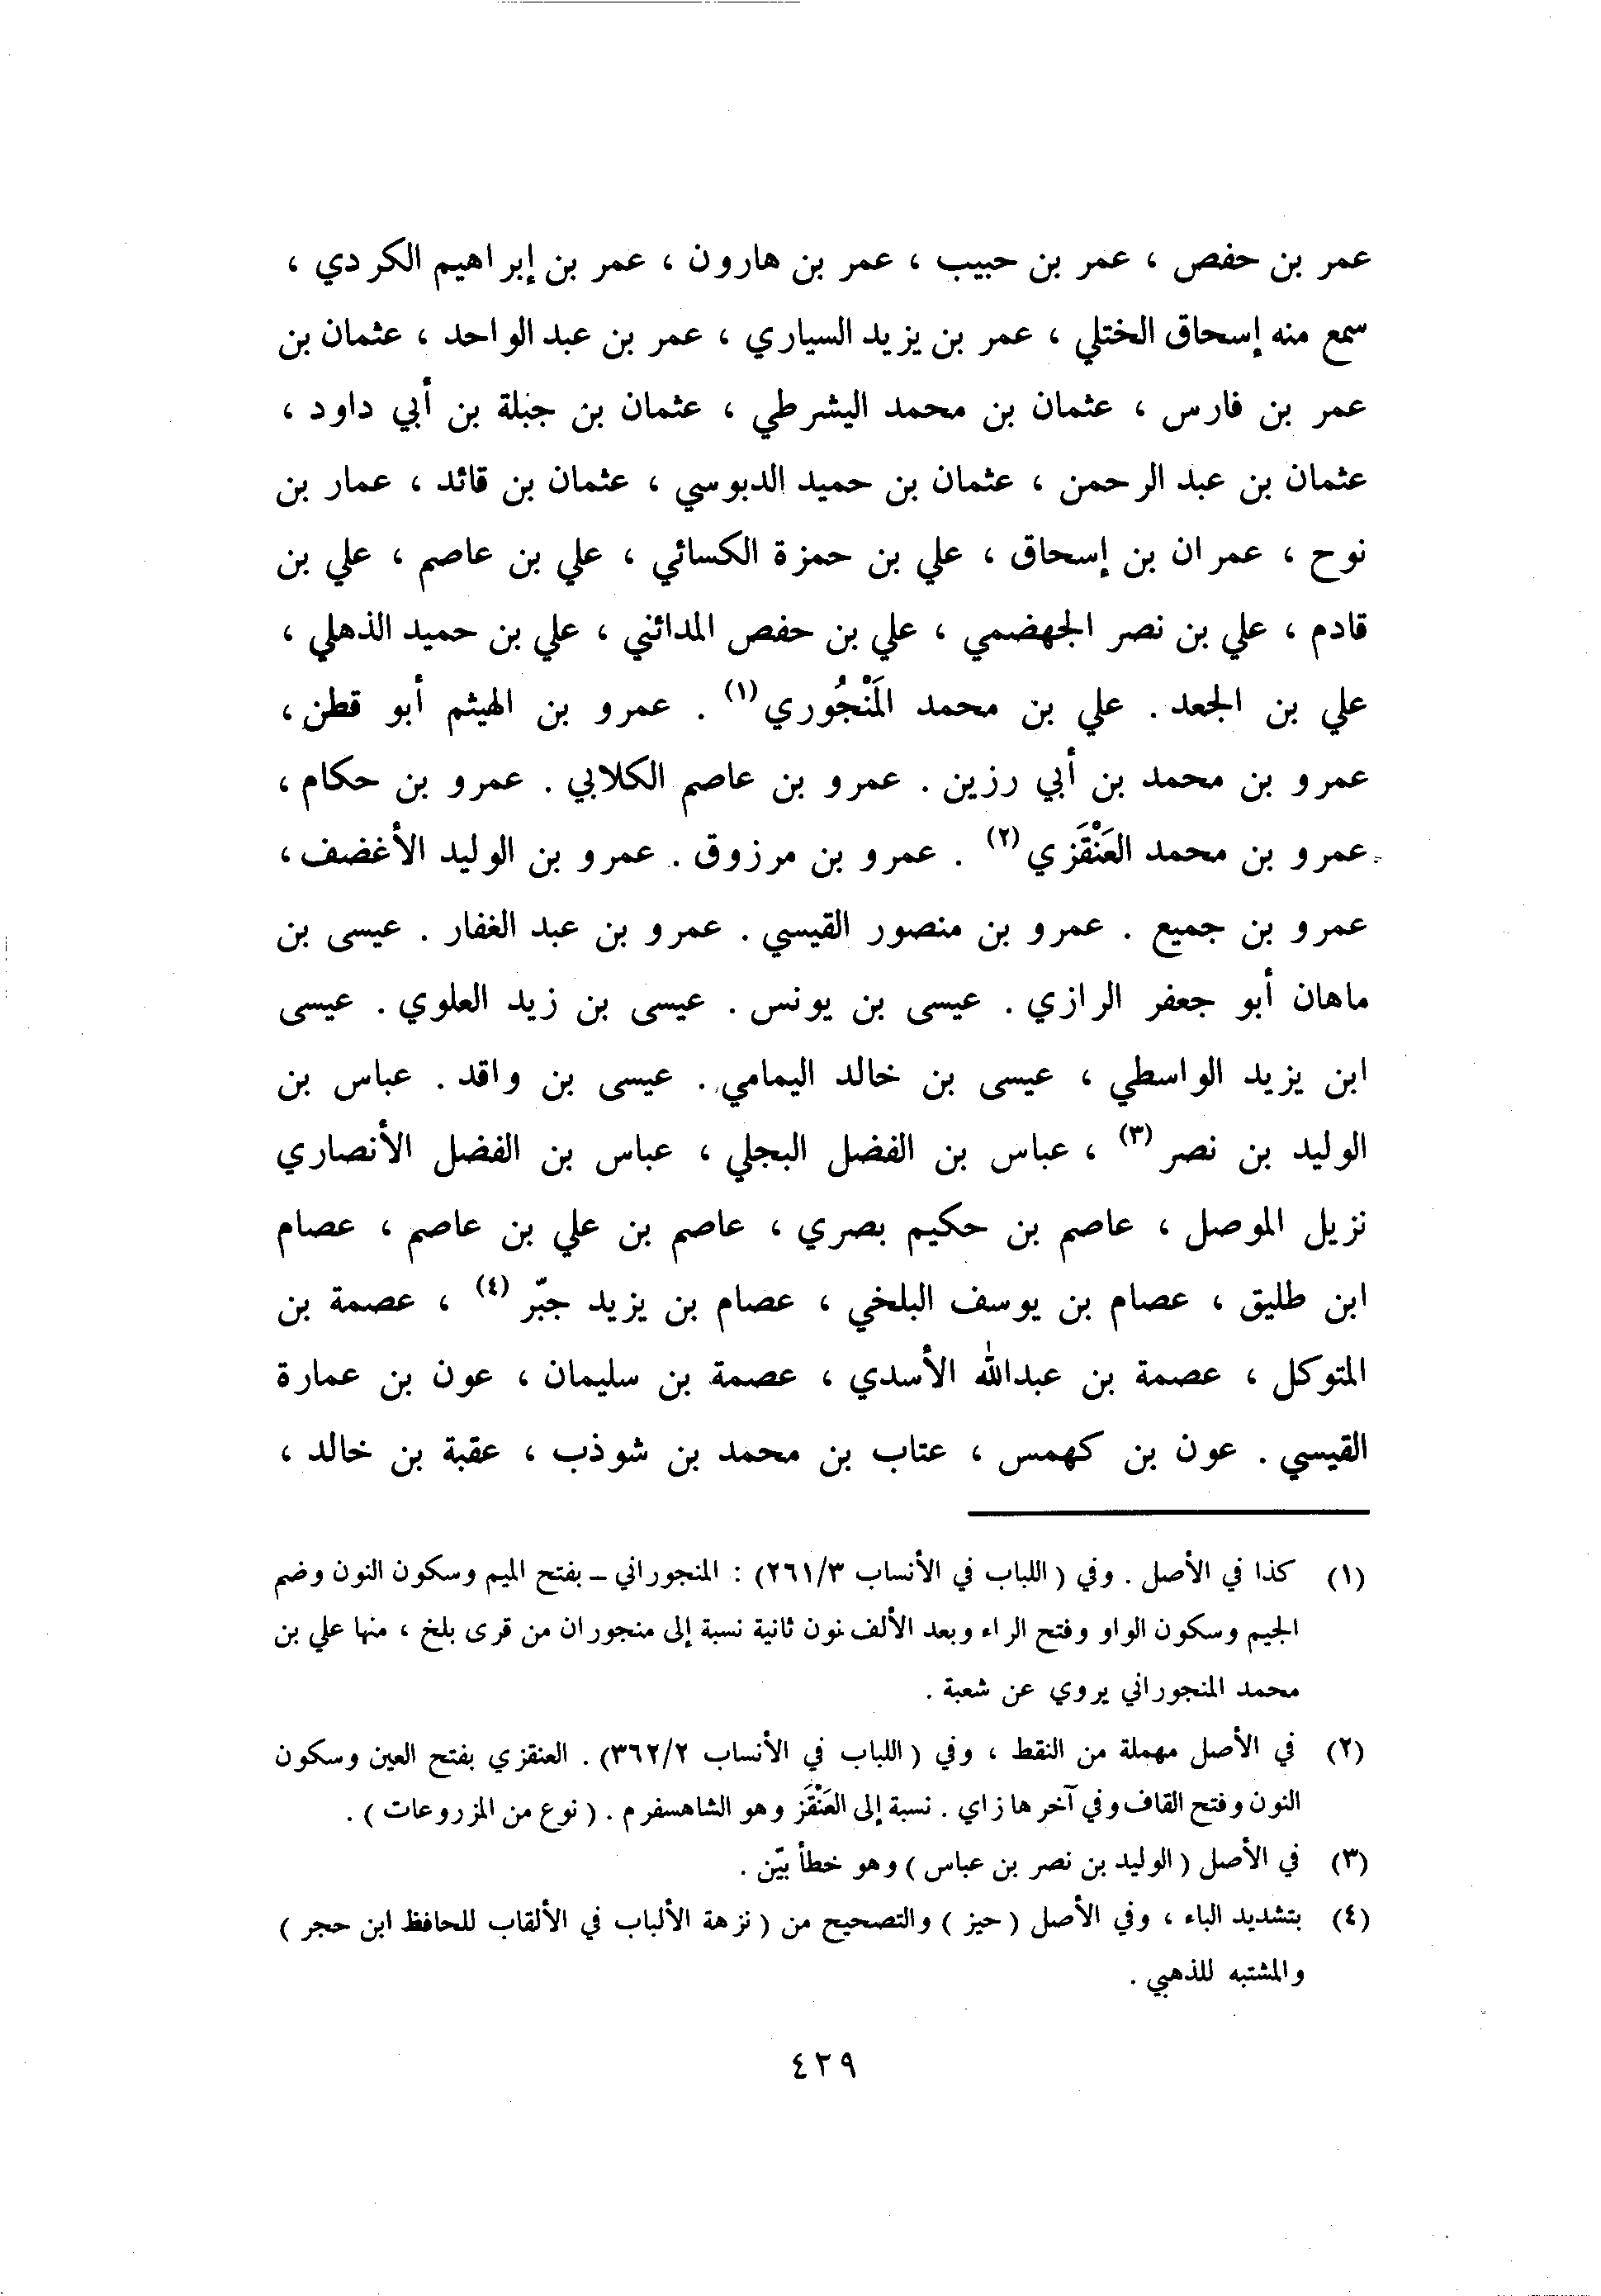 عمر بن حفص ، عمر بن حبيب ، عمر بن هارون ، عمر بن إبراهيم الكردي ،
سمع منه إسحاق الختلي ، عمر بن يزيد السياري ، عمر بن عبد الواحد ، عثمان بن
عمر بن فارس ، عثمان بن محمد اليشرطي ، عثمان بن جبلة بن أبي داود ،
عثمان بن عبد الرحمن ، عثمان بن حميد الدبوسي ، عثمان بن قائد ، عمار بن
نوح ، عمران بن إسحاق ، علي بن حمزة الكسائي ، علي بن عاصم ، علي بن
قادم ، علي بن نصر الجهضمي ، علي بن حفص المدائني ، علي بن حميد الذهلي ،
علي بن الجعد . علي بن محمد المَنْجُوري (١) . عمرو بن الهيثم أبو قطن ،
عمرو بن محمد بن أبي رزين . عمرو بن عاصم الكلابي . عمرو بن حكام ،
عمرو بن محمد العَنْقَزي (٢) . عمرو بن مرزوق . عمرو بن الوليد الأغضف ،
عمرو بن جميع . عمرو بن منصور القيسي . عمرو بن عبد الغفار . عيسى بن
ماهان أبو جعفر الرازي . عيسى بن يونس . عيسى بن زيد العلوي . عيسى
ابن يزيد الواسطي ، عيسى بن خالد اليمامي . عيسى بن واقد . عباس بن
الوليد بن نصر (٣) ، عباس بن الفضل البجلي ، عباس بن الفضل الأنصاري
نزيل الموصل ، عاصم بن حكيم بصري ، عاصم بن علي بن عاصم ، عصام
ابن طليق ، عصام بن يوسف البلخي ، عصام بن يزيد جبّر (٤) ، عصمة بن
المتوكل ، عصمة بن عبدالله الأسدي ، عصمة بن سليمان ، عون بن عمارة
القيسي . عون بن كهمس ، عتاب بن محمد بن شوذب ، عقبة بن خالد ،
(١) كذا في الأصل . وفي ( اللباب في الأنساب ٢٦١/٣) : المنجوراني – بفتح الميم وسكون النون وضم
الجيم وسكون الواو وفتح الراء وبعد الألف نون ثانية نسبة إلى منجوران من قرى بلخ ، منها علي بن
محمد المنجوراني يروي عن شعبة .
(٢) في الأصل مهملة من النقط ، وفي ( اللباب في الأنساب ٣٦٢/٢) . العنقزي بفتح العين وسكون
النون وفتح القاف وفي آخرها زاي . نسبة إلى العَنْقَز وهو الشاهسفرم . ( نوع من المزروعات ) .
(٣) في الأصل ( الوليد بن نصر بن عباس ) وهو خطأ بيّن .
(٤) بتشديد الباء ، وفي الأصل ( حيز ) والتصحيح من ( نزهة الألباب في الألقاب للحافظ ابن حجر )
والمشتبه للذهبي .
٤٢٩